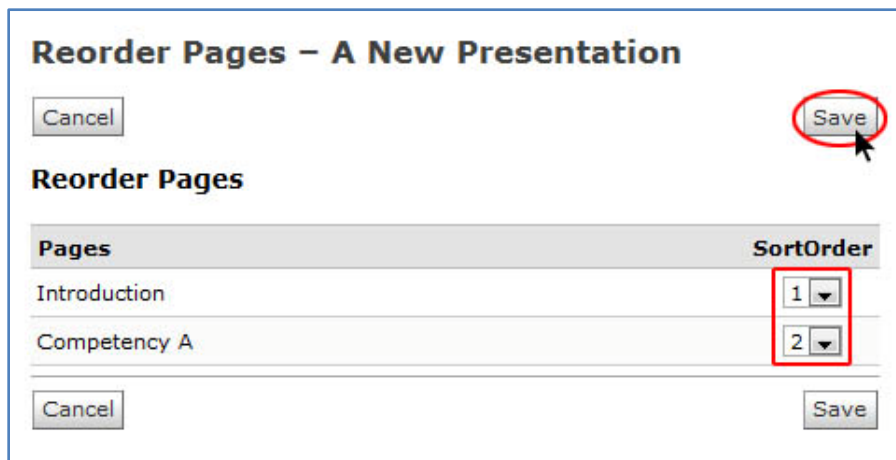 Reorder Pages – A New Presentation
Cancel Save
Reorder Pages
Pages SortOrder
Introduction 1
Competency A 2
Cancel Save